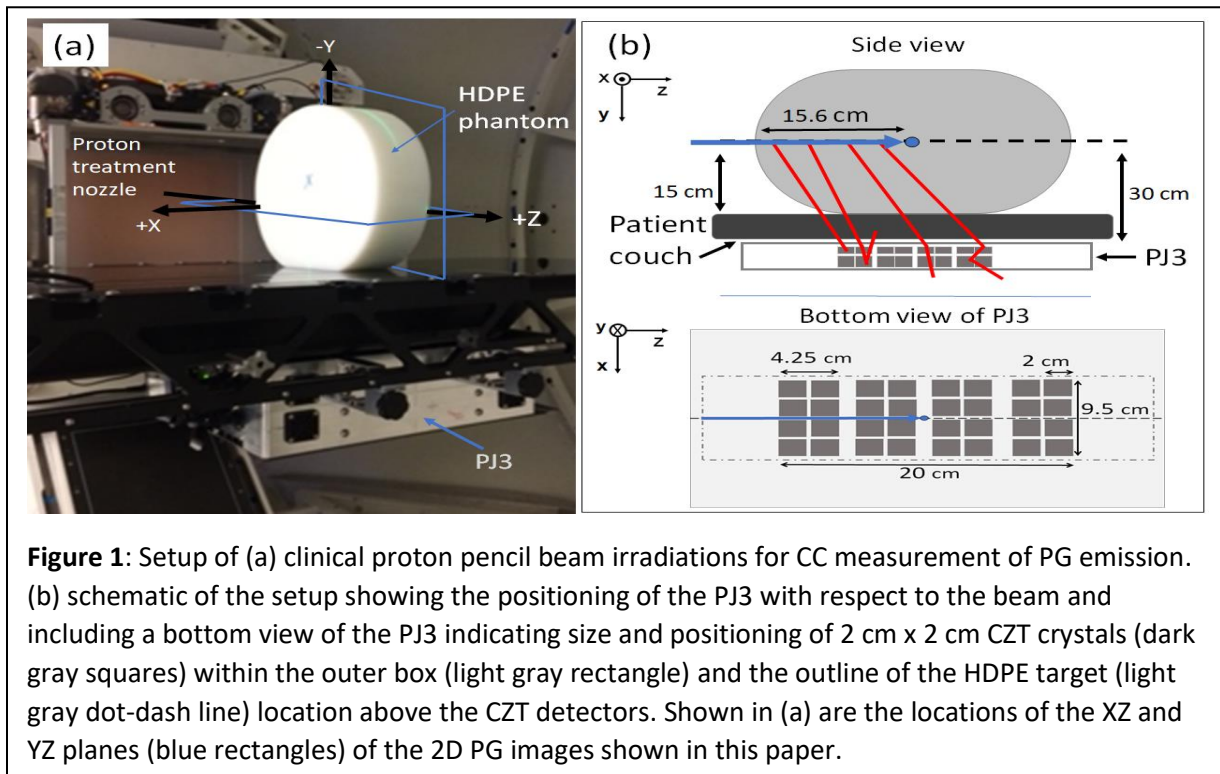 (a)
-Y
HDPE
phantom
Proton
treatment
nozzle
+X
+Z
PJ3
(b)
Side view
x
z
y
15.6 cm
15 cm
30 cm
Patient
couch
PJ3
Bottom view of PJ3
y
z
x
4.25 cm
2 cm
9.5 cm
20 cm
Figure 1: Setup of (a) clinical proton pencil beam irradiations for CC measurement of PG emission.
(b) schematic of the setup showing the positioning of the PJ3 with respect to the beam and
including a bottom view of the PJ3 indicating size and positioning of 2 cm x 2 cm CZT crystals (dark
gray squares) within the outer box (light gray rectangle) and the outline of the HDPE target (light
gray dot-dash line) location above the CZT detectors. Shown in (a) are the locations of the XZ and
YZ planes (blue rectangles) of the 2D PG images shown in this paper.